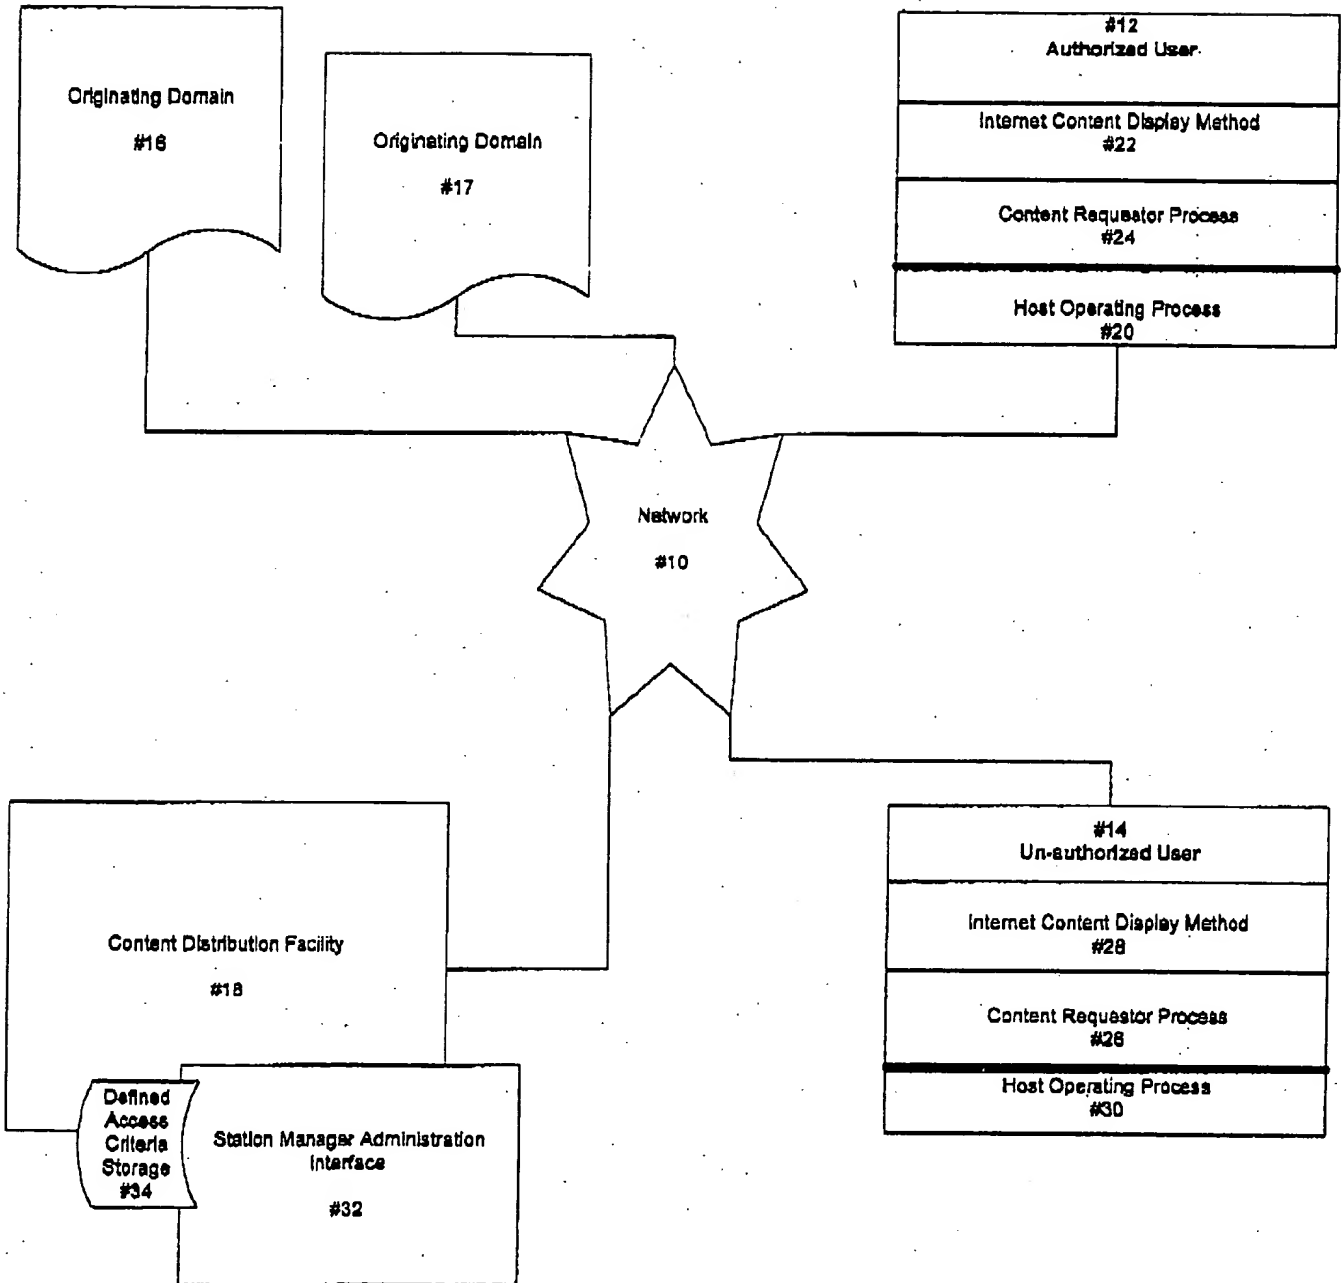 Originating Domain
#16
Originating Domain
#17
#12
Authorized User
Internet Content Display Method
#22
Content Requestor Process
#24
Host Operating Process
#20
Network
#10
Content Distribution Facility
#18
Defined
Access
Criteria
Storage
#34
Station Manager Administration
Interface
#32
#14
Un-authorized User
Internet Content Display Method
#28
Content Requestor Process
#26
Host Operating Process
#30